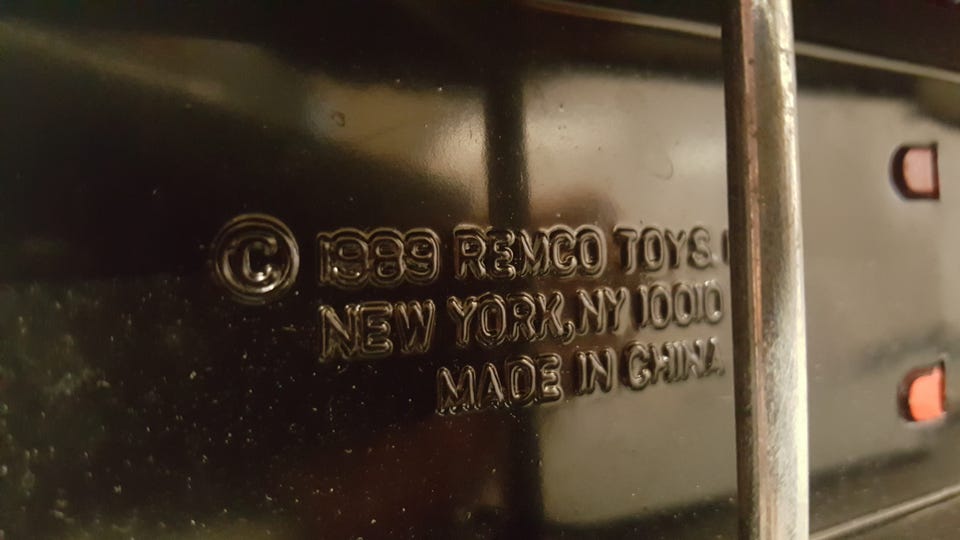 © 1989 REMCO TOYS. I
NEW YORK, NY 10010
MADE IN CHINA